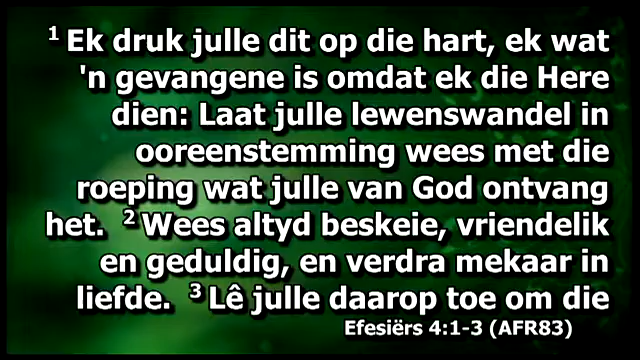 1 Ek druk julle dit op die hart, ek wat
'n gevangene is omdat ek die Here
dien: Laat julle lewenswandel in
ooreenstemming wees met die
roeping wat julle van God ontvang
het. 2 Wees altyd beskeie, vriendelik
en geduldig, en verdra mekaar in
liefde. 3 Lê julle daarop toe om die
Efesiërs 4:1-3 (AFR83)